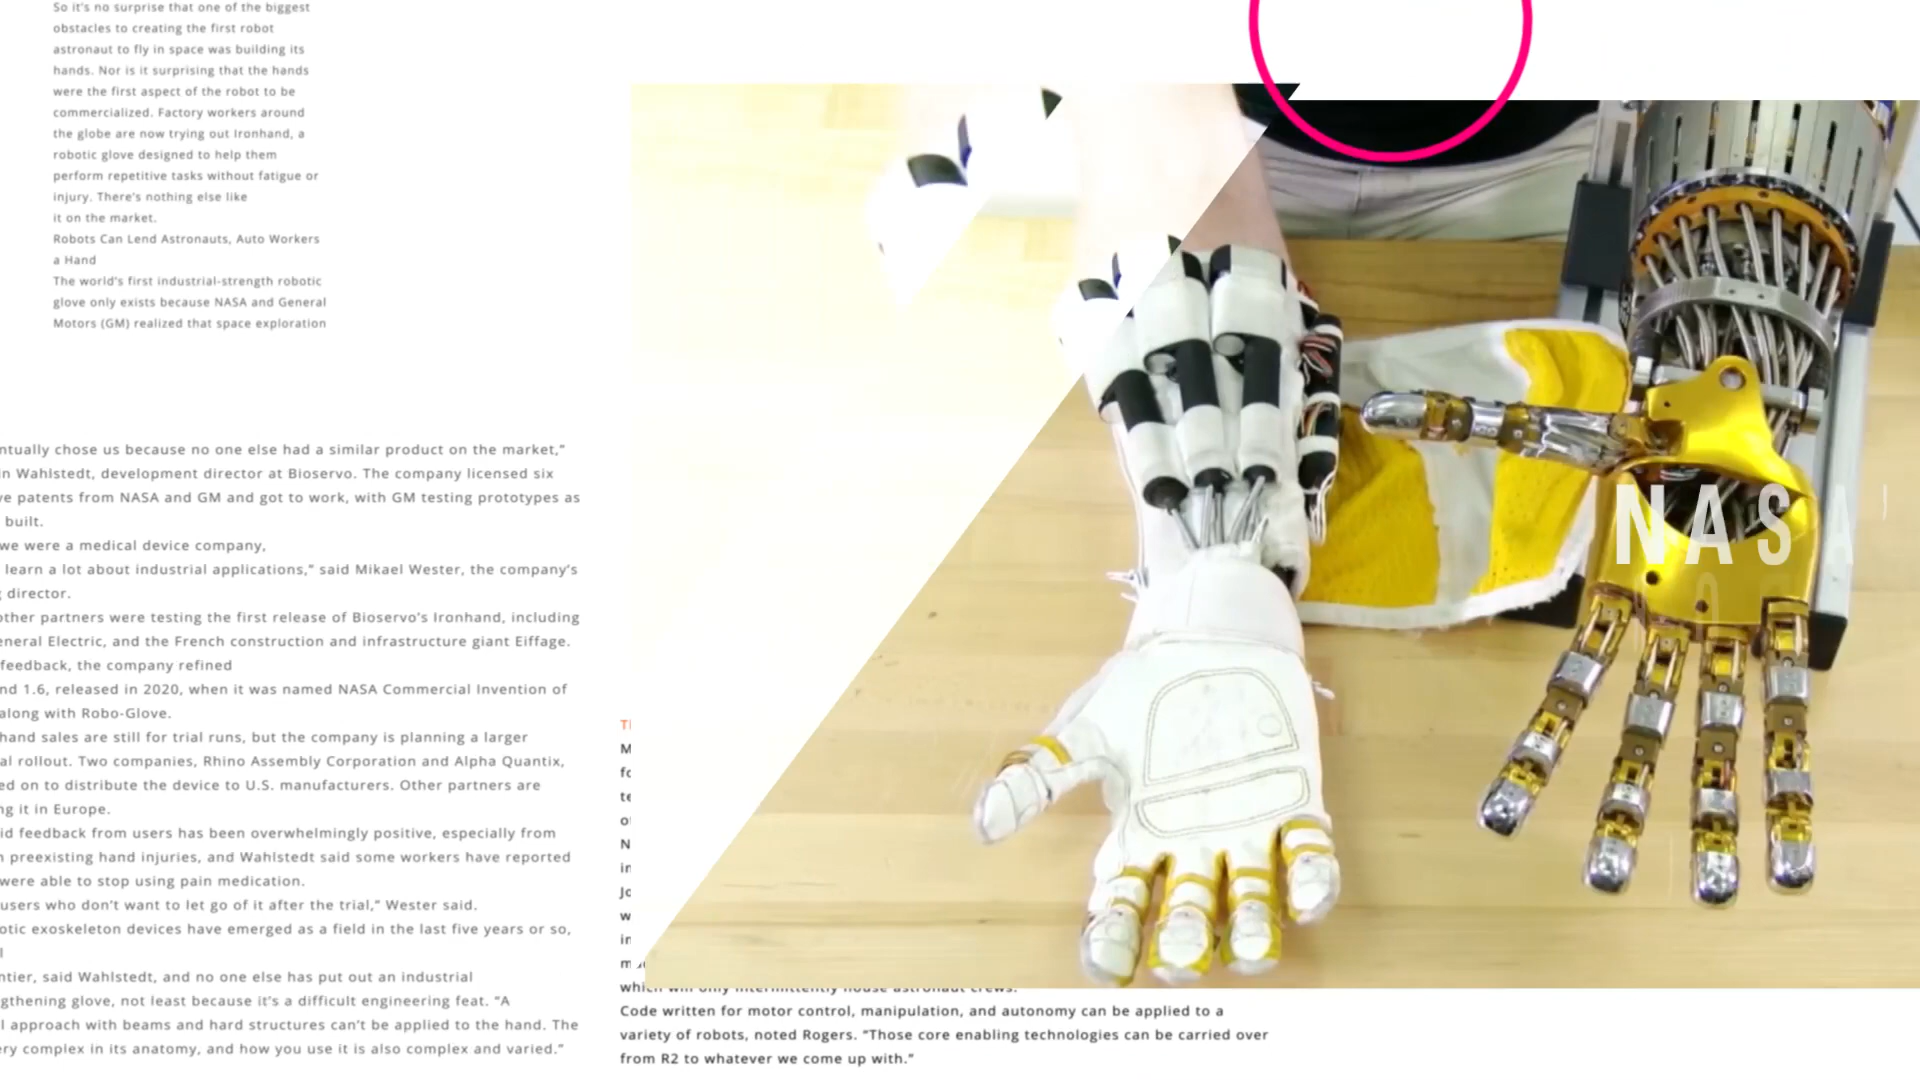 So it's no surprise that one of the biggest
obstacles to creating the first robot
astronaut to fly in space was building its
hands. Nor is it surprising that the hands
were the first aspect of the robot to be
commercialized. Factory workers around
the globe are now trying out Ironhand, a
robotic glove designed to help them
perform repetitive tasks without fatigue or
injury. There's nothing else like
it on the market.
Robots Can Lend Astronauts, Auto Workers
a Hand
The world's first industrial-strength robotic
glove only exists because NASA and General
Motors (GM) realized that space exploration
ntually chose us because no one else had a similar product on the market,"
in Wahlstedt, development director at Bioservo. The company licensed six
ve patents from NASA and GM and got to work, with GM testing prototypes as
built.
we were a medical device company,
learn a lot about industrial applications," said Mikael Wester, the company's
g director.
other partners were testing the first release of Bioservo's Ironhand, including
eneral Electric, and the French construction and infrastructure giant Eiffage.
feedback, the company refined
nd 1.6, released in 2020, when it was named NASA Commercial Invention of
along with Robo-Glove.
hand sales are still for trial runs, but the company is planning a larger
al rollout. Two companies, Rhino Assembly Corporation and Alpha Quantix,
ed on to distribute the device to U.S. manufacturers. Other partners are
ng it in Europe.
id feedback from users has been overwhelmingly positive, especially from
n preexisting hand injuries, and Wahlstedt said some workers have reported
were able to stop using pain medication.
users who don't want to let go of it after the trial," Wester said.
otic exoskeleton devices have emerged as a field in the last five years or so,
l
ntier, said Wahlstedt, and no one else has put out an industrial
gthening glove, not least because it's a difficult engineering feat. "A
l approach with beams and hard structures can't be applied to the hand. The
ery complex in its anatomy, and how you use it is also complex and varied."
NASA'
which will only intermittently house astronaut crews.
Code written for motor control, manipulation, and autonomy can be applied to a
variety of robots, noted Rogers. "Those core enabling technologies can be carried over
from R2 to whatever we come up with."